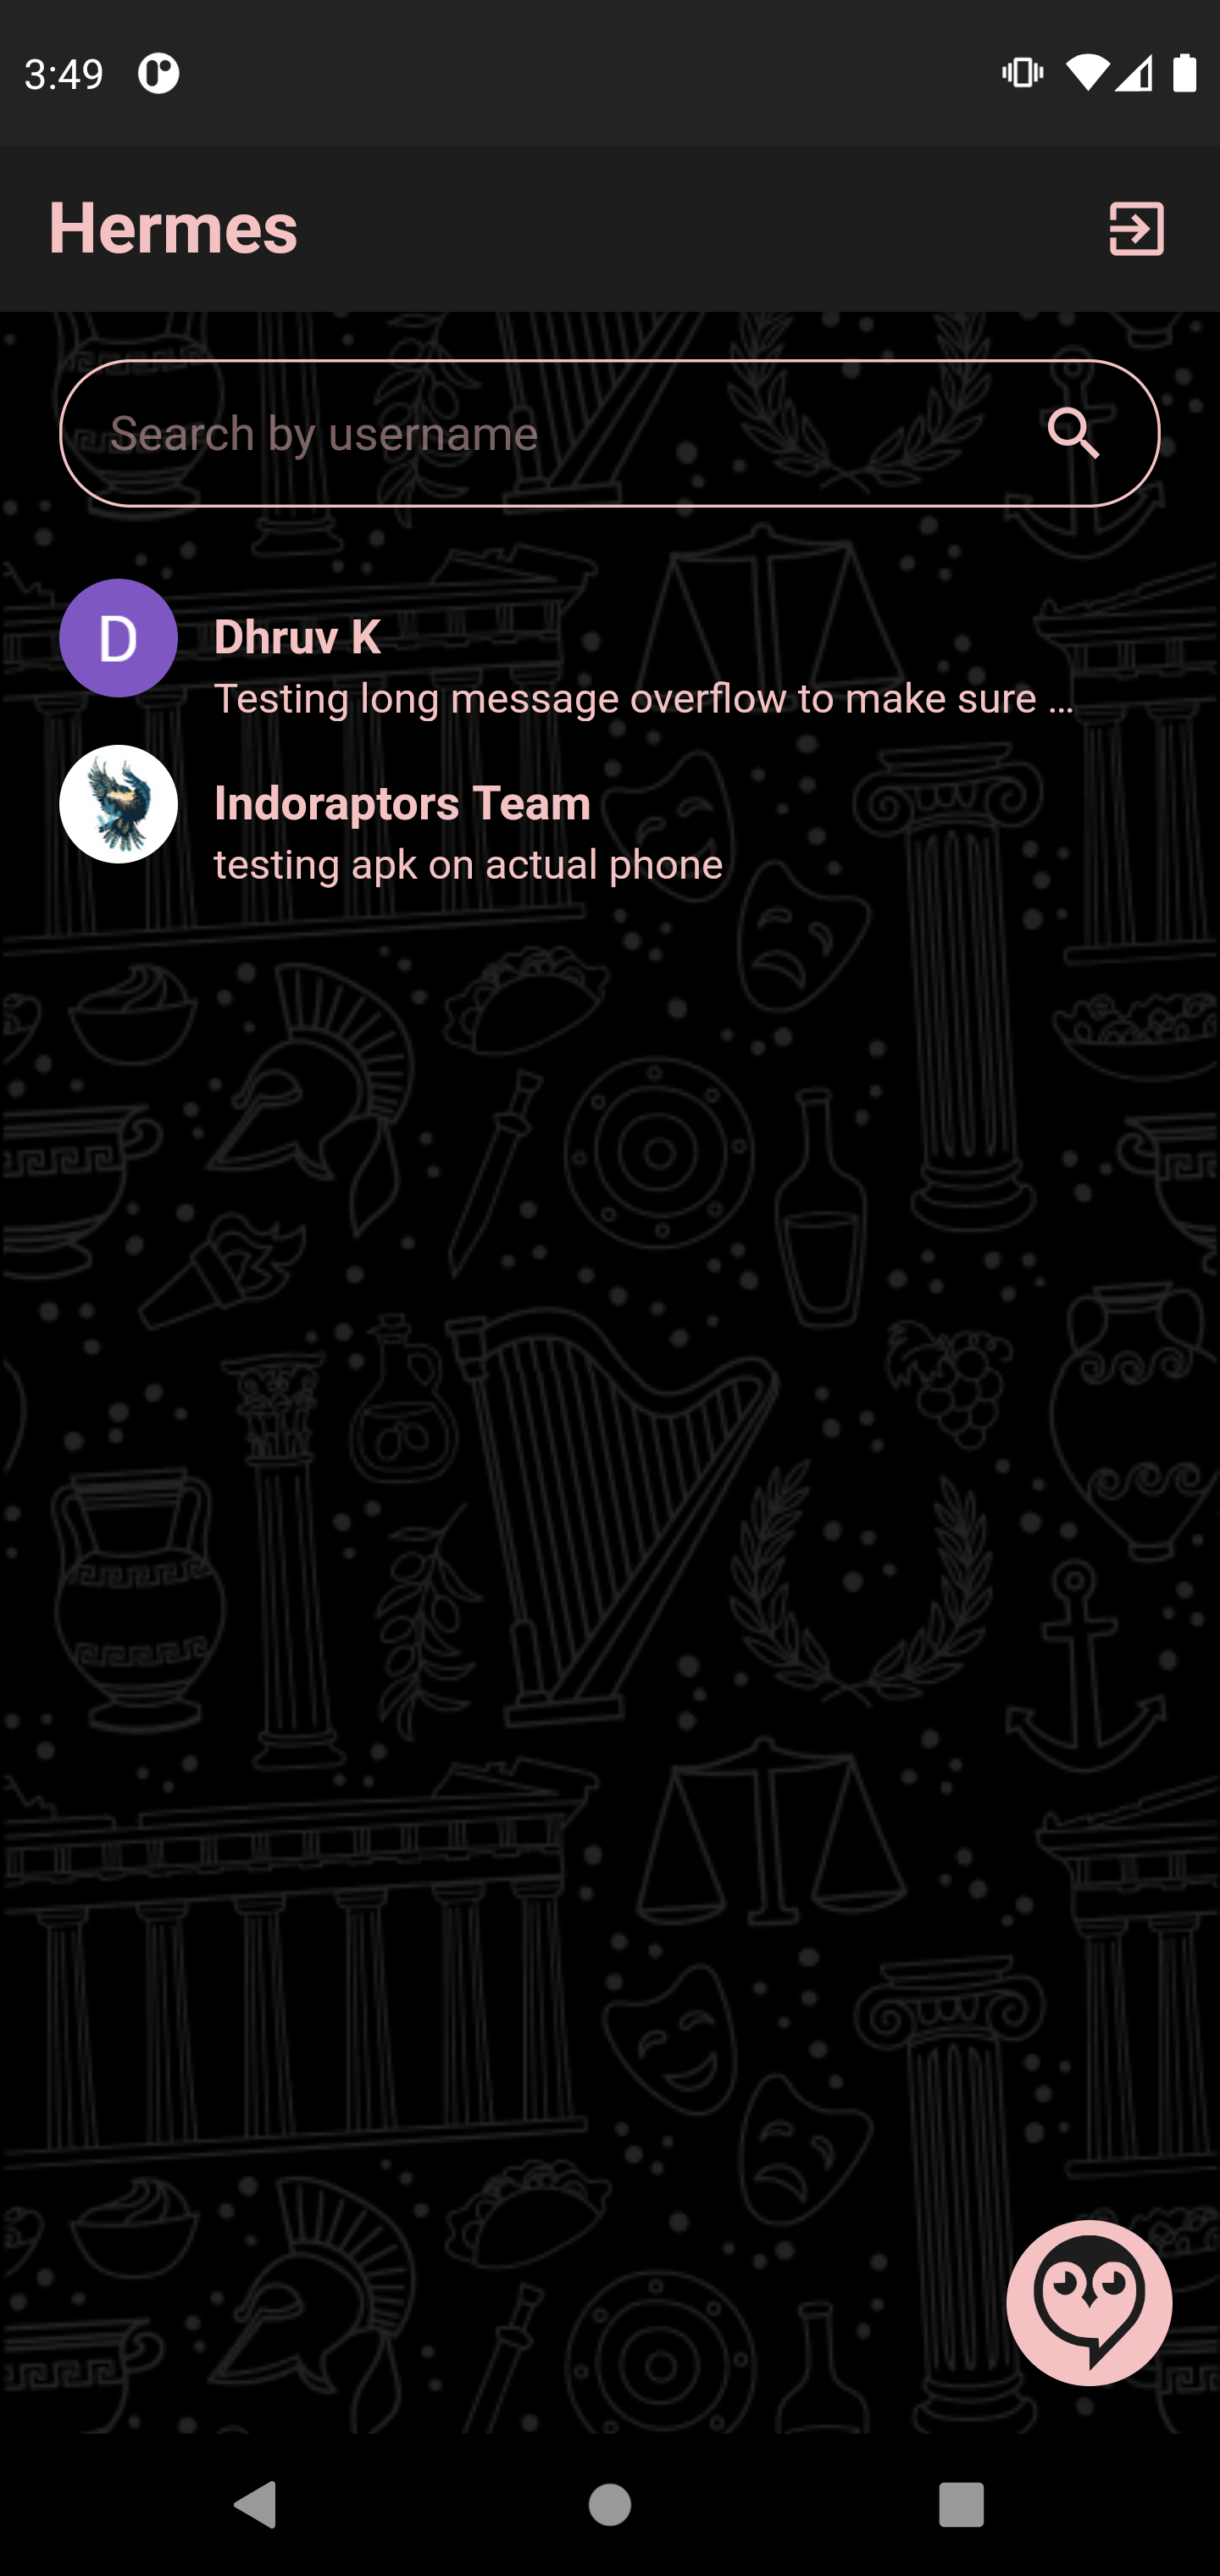 3:49
Hermes
Search by username
D
Dhruv K
Testing long message overflow to make sure ...
Indoraptors Team
testing apk on actual phone